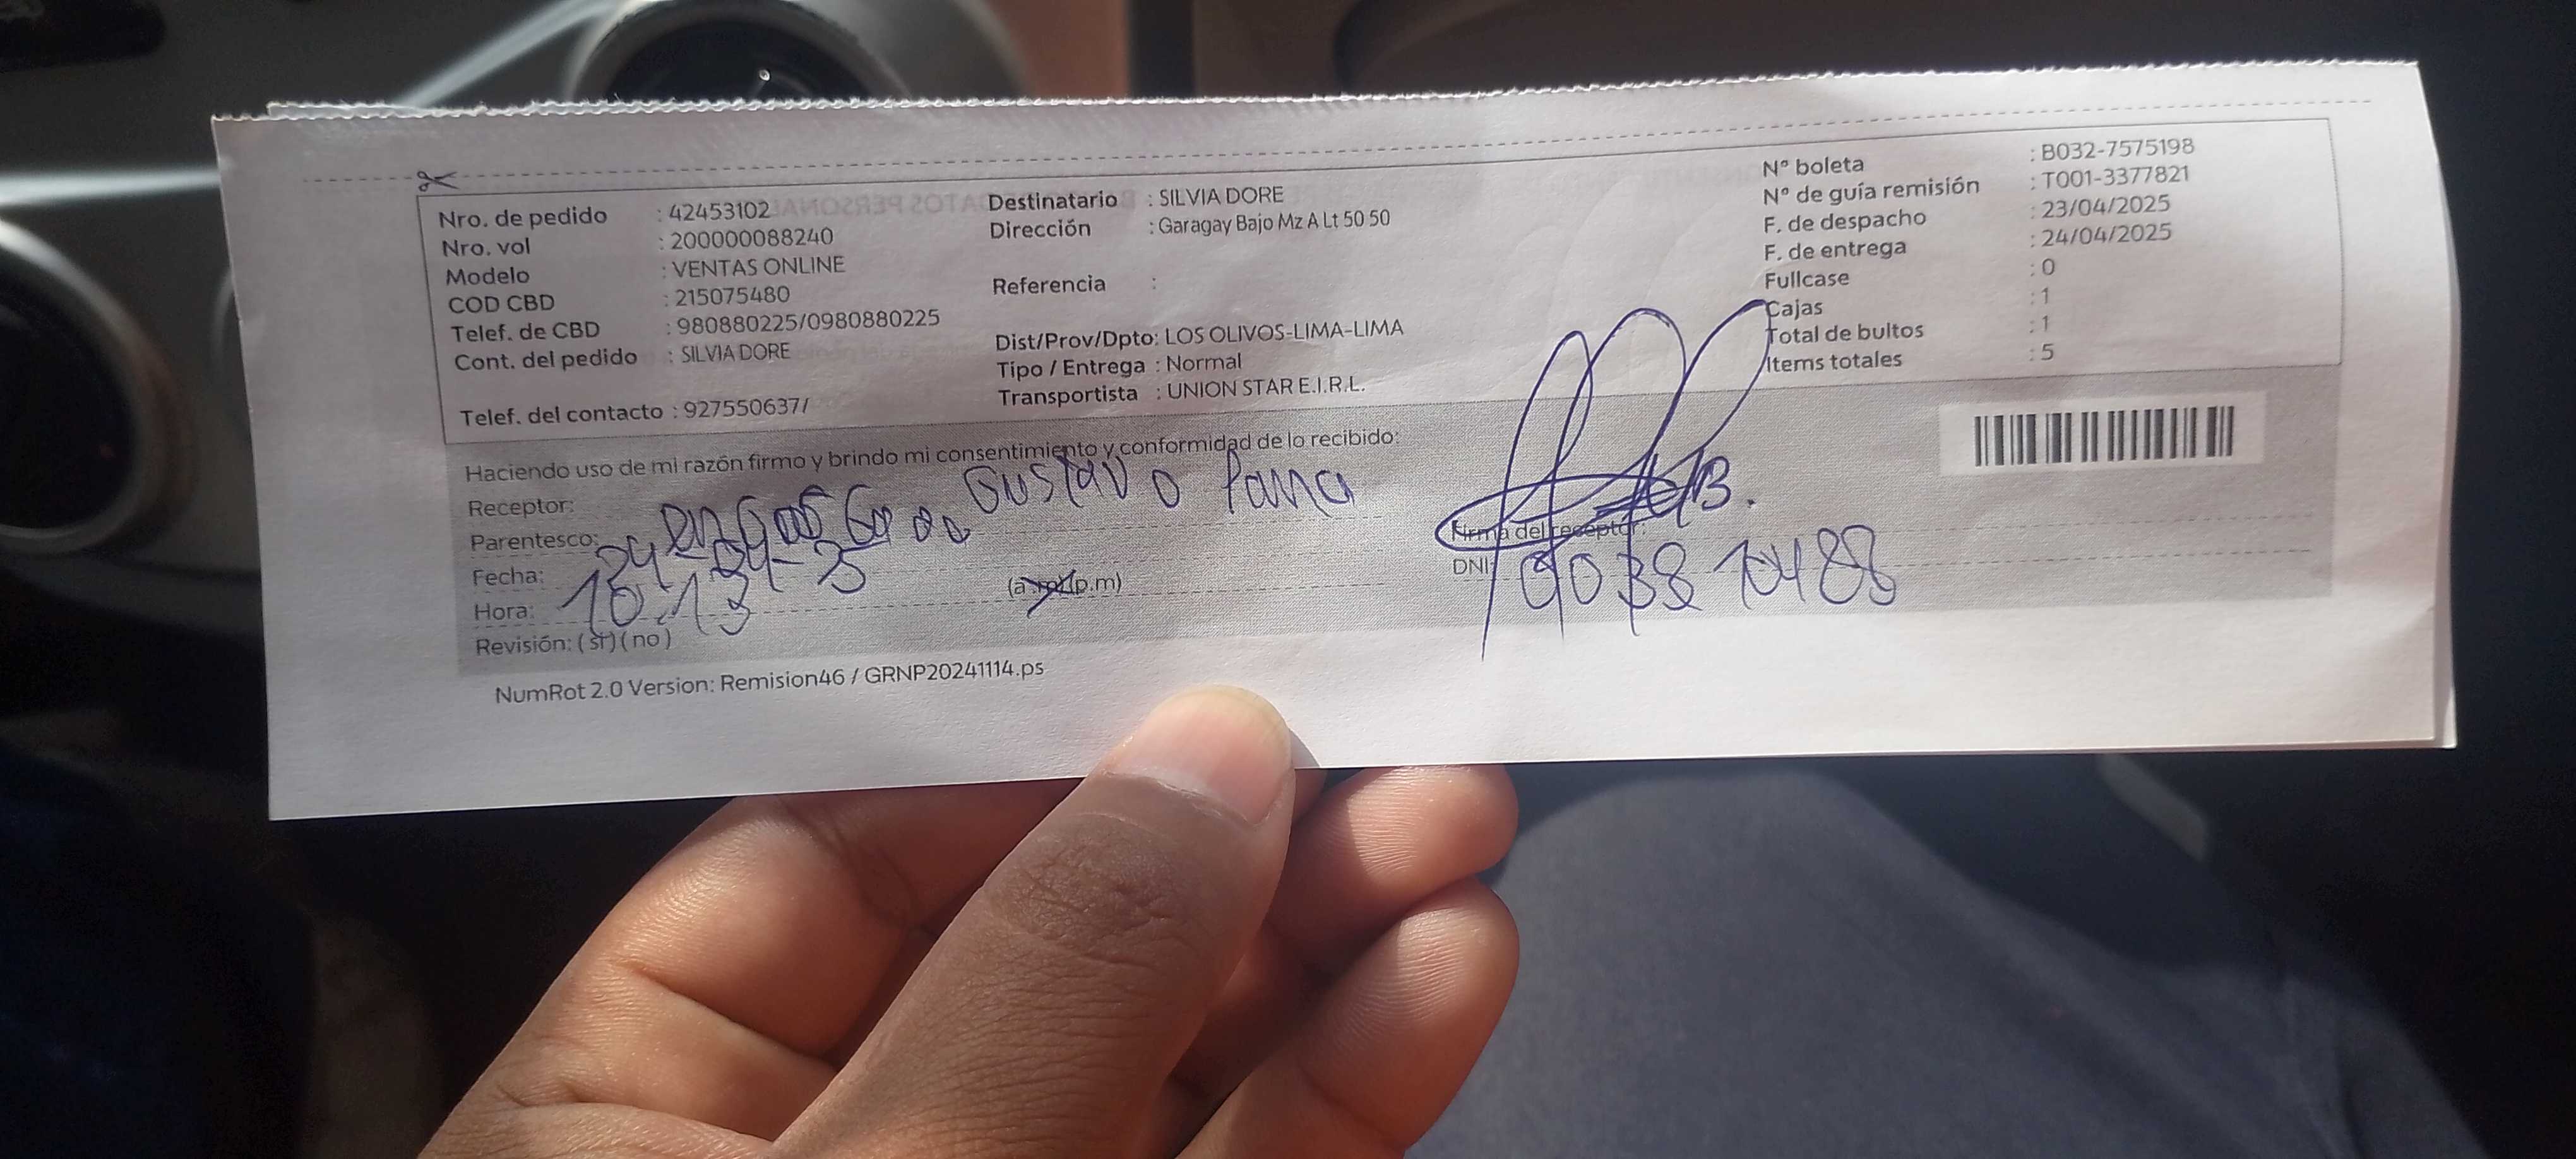 Nro. de pedido : 42453102
Nro. vol : 200000088240
Modelo : VENTAS ONLINE
COD CBD : 215075480
Telef. de CBD : 980880225/0980880225
Cont. del pedido : SILVIA DORE
Telef. del contacto : 927550637/
Destinatario : SILVIA DORE
Dirección : Garagay Bajo Mz A Lt 50 50
Referencia :
Dist/Prov/Dpto: LOS OLIVOS-LIMA-LIMA
Tipo / Entrega : Normal
Transportista : UNION STAR E.I.R.L.
N° boleta : B032-7575198
N° de guía remisión : T001-3377821
F. de despacho : 23/04/2025
F. de entrega : 24/04/2025
Fullcase : 0
Cajas : 1
Total de bultos : 1
Items totales : 5
Haciendo uso de mi razón firmo y brindo mi consentimiento y conformidad de lo recibido:
Receptor: Gustavo
Parentesco:
Fecha: 24-04-25
Hora: 10:13 (a.m)(p.m)
Revisión: (si) (no)
Firma del receptor:
DNI:
NumRot 2.0 Version: Remision46 / GRNP20241114.ps